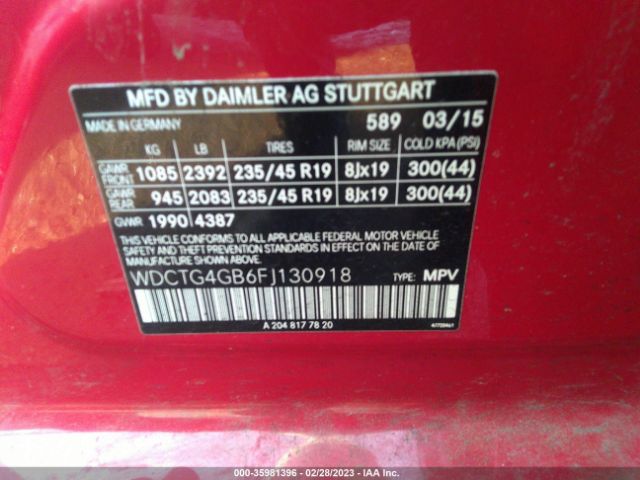 MFD BY DAIMLER AG STUTTGART
MADE IN GERMANY 589 03/15
KG LB TIRES RIM SIZE COLD KPA(PSI)
GAWR FRONT 1085 2392 235/45 R19 8Jx19 300(44)
GAWR REAR 945 2083 235/45 R19 8Jx19 300(44)
GVWR 1990 4387
THIS VEHICLE CONFORMS TO ALL APPLICABLE FEDERAL MOTOR VEHICLE
SAFETY BUMPER, AND THEFT PREVENTION STANDARDS IN EFFECT ON
THE DATE OF MANUFACTURE SHOWN ABOVE.
WDCTG4GB6FJ130918 TYPE: MPV
A 204 817 78 20
000-35981396 - 02/28/2023 - IAA Inc.